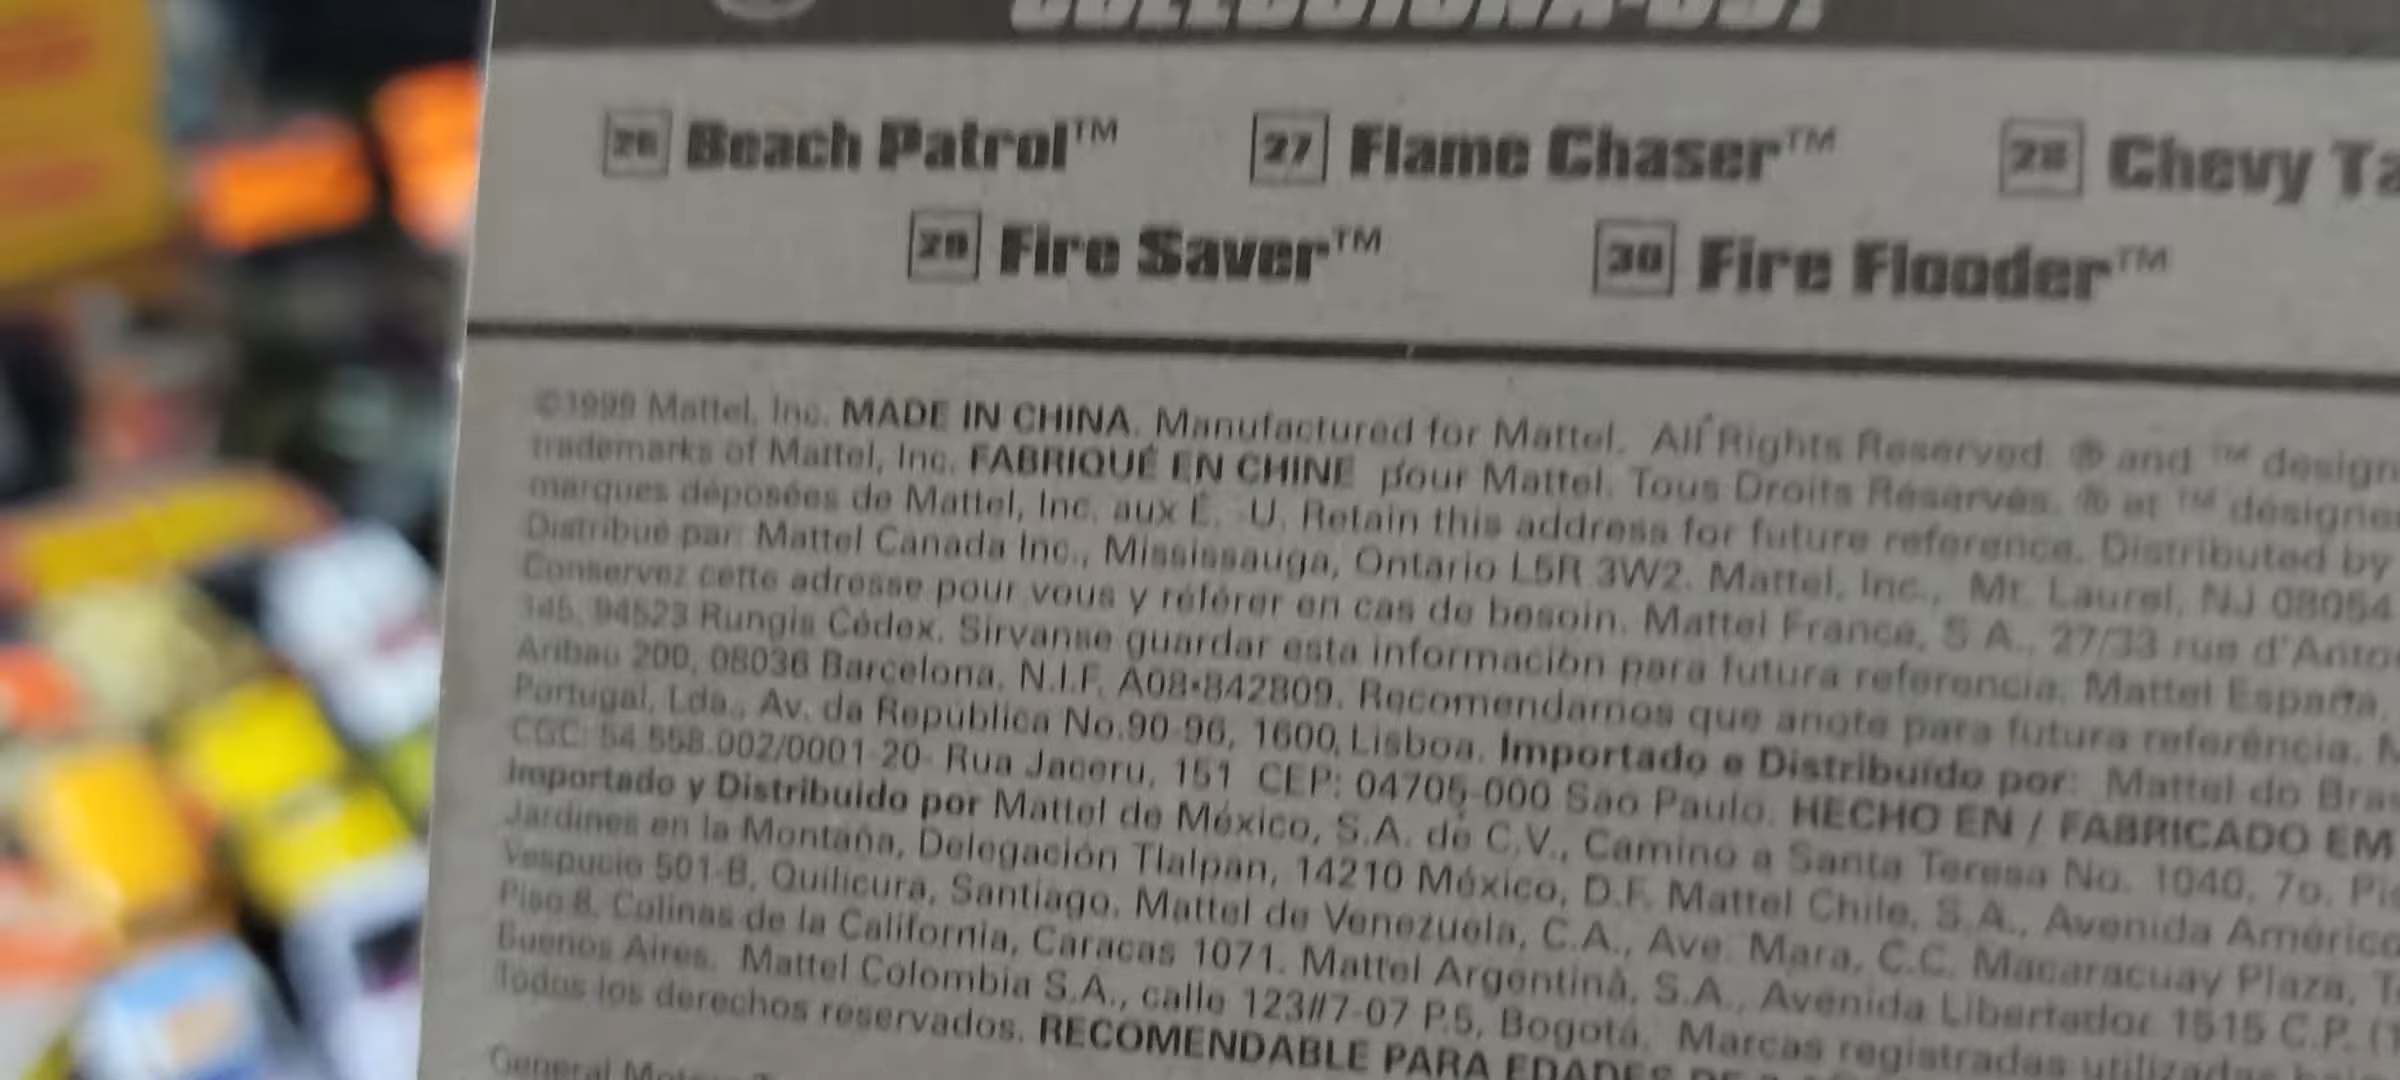 26 Beach Patrol™ 27 Flame Chaser™ 28 Chevy Ta
29 Fire Saver™ 30 Fire Flooder™
©1999 Mattel, Inc. MADE IN CHINA. Manufactured for Mattel. All Rights Reserved. ® and ™ design
trademarks of Mattel, Inc. FABRIQUÉ EN CHINE pour Mattel. Tous Droits Réservés. ® et ™ désigne
marques déposées de Mattel, Inc. aux É. -U. Retain this address for future reference. Distributed by
Distribué par: Mattel Canada Inc., Mississauga, Ontario L5R 3W2. Mattel, Inc., Mt. Laurel, NJ 08054
Conservez cette adresse pour vous y référer en cas de besoin. Mattel France, S.A., 27/33 rue d'Anto
145, 94523 Rungis Cédex. Sirvanse guardar esta información para futura referencia. Mattel España,
Aribau 200, 08036 Barcelona. N.I.F. A08-842809. Recomendamos que anote para futura referência.
Portugal, Lda., Av. da República No.90-96, 1600, Lisboa. Importado e Distribuído por: Mattel do Bras
CGC: 54.558.002/0001-20- Rua Jaceru, 151 CEP: 04705-000 Sao Paulo. HECHO EN / FABRICADO EM
Importado y Distribuido por Mattel de México, S.A. de C.V., Camino a Santa Teresa No. 1040, 7o. Pis
Jardines en la Montaña, Delegación Tlalpan, 14210 México, D.F. Mattel Chile, S.A., Avenida Américo
Vespucio 501-B, Quilicura, Santiago. Mattel de Venezuela, C.A., Ave. Mara, C.C. Macaracuay Plaza, T
Piso 8, Colinas de la California, Caracas 1071. Mattel Argentina, S.A., Avenida Libertador 1515 C.P. (1
Buenos Aires. Mattel Colombia S.A., calle 123#7-07 P.5, Bogotá. Marcas registradas utilizadas
Todos los derechos reservados. RECOMENDABLE PARA EDADES DE
General